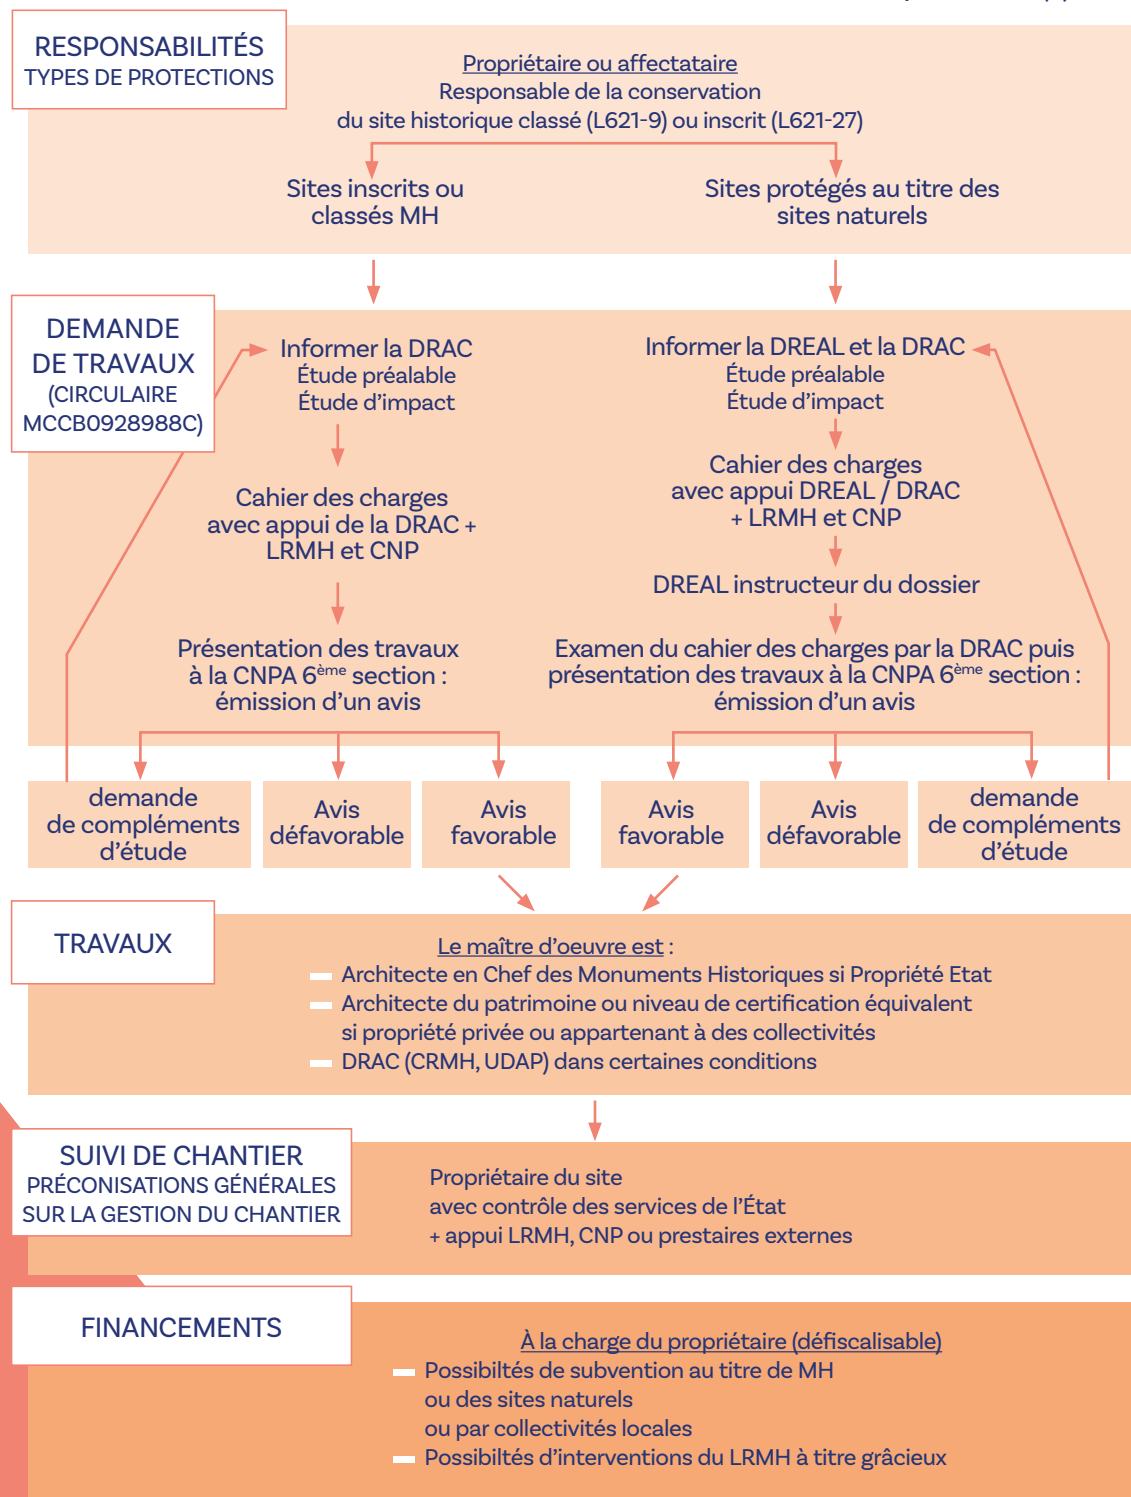 RESPONSABILITÉS
TYPES DE PROTECTIONS
Propriétaire ou affectataire
Responsable de la conservation
du site historique classé (L621-9) ou inscrit (L621-27)
Sites inscrits ou
classés MH
Sites protégés au titre des
sites naturels
DEMANDE
DE TRAVAUX
(CIRCULAIRE
MCCB0928988C)
Informer la DRAC
Étude préalable
Étude d'impact
Cahier des charges
avec appui de la DRAC +
LRMH et CNP
Présentation des travaux
à la CNPA 6ème section :
émission d'un avis
Informer la DREAL et la DRAC
Étude préalable
Étude d'impact
Cahier des charges
avec appui DREAL / DRAC
+ LRMH et CNP
DREAL instructeur du dossier
Examen du cahier des charges par la DRAC puis
présentation des travaux à la CNPA 6ème section :
émission d'un avis
demande
de compléments
d'étude
Avis
défavorable
Avis
favorable
Avis
favorable
Avis
défavorable
demande
de compléments
d'étude
TRAVAUX
Le maître d'oeuvre est :
Architecte en Chef des Monuments Historiques si Propriété Etat
Architecte du patrimoine ou niveau de certification équivalent
si propriété privée ou appartenant à des collectivités
DRAC (CRMH, UDAP) dans certaines conditions
SUIVI DE CHANTIER
PRÉCONISATIONS GÉNÉRALES
SUR LA GESTION DU CHANTIER
Propriétaire du site
avec contrôle des services de l'État
+ appui LRMH, CNP ou prestaires externes
FINANCEMENTS
À la charge du propriétaire (défiscalisable)
Possibiltés de subvention au titre de MH
ou des sites naturels
ou par collectivités locales
Possibiltés d'interventions du LRMH à titre grâcieux